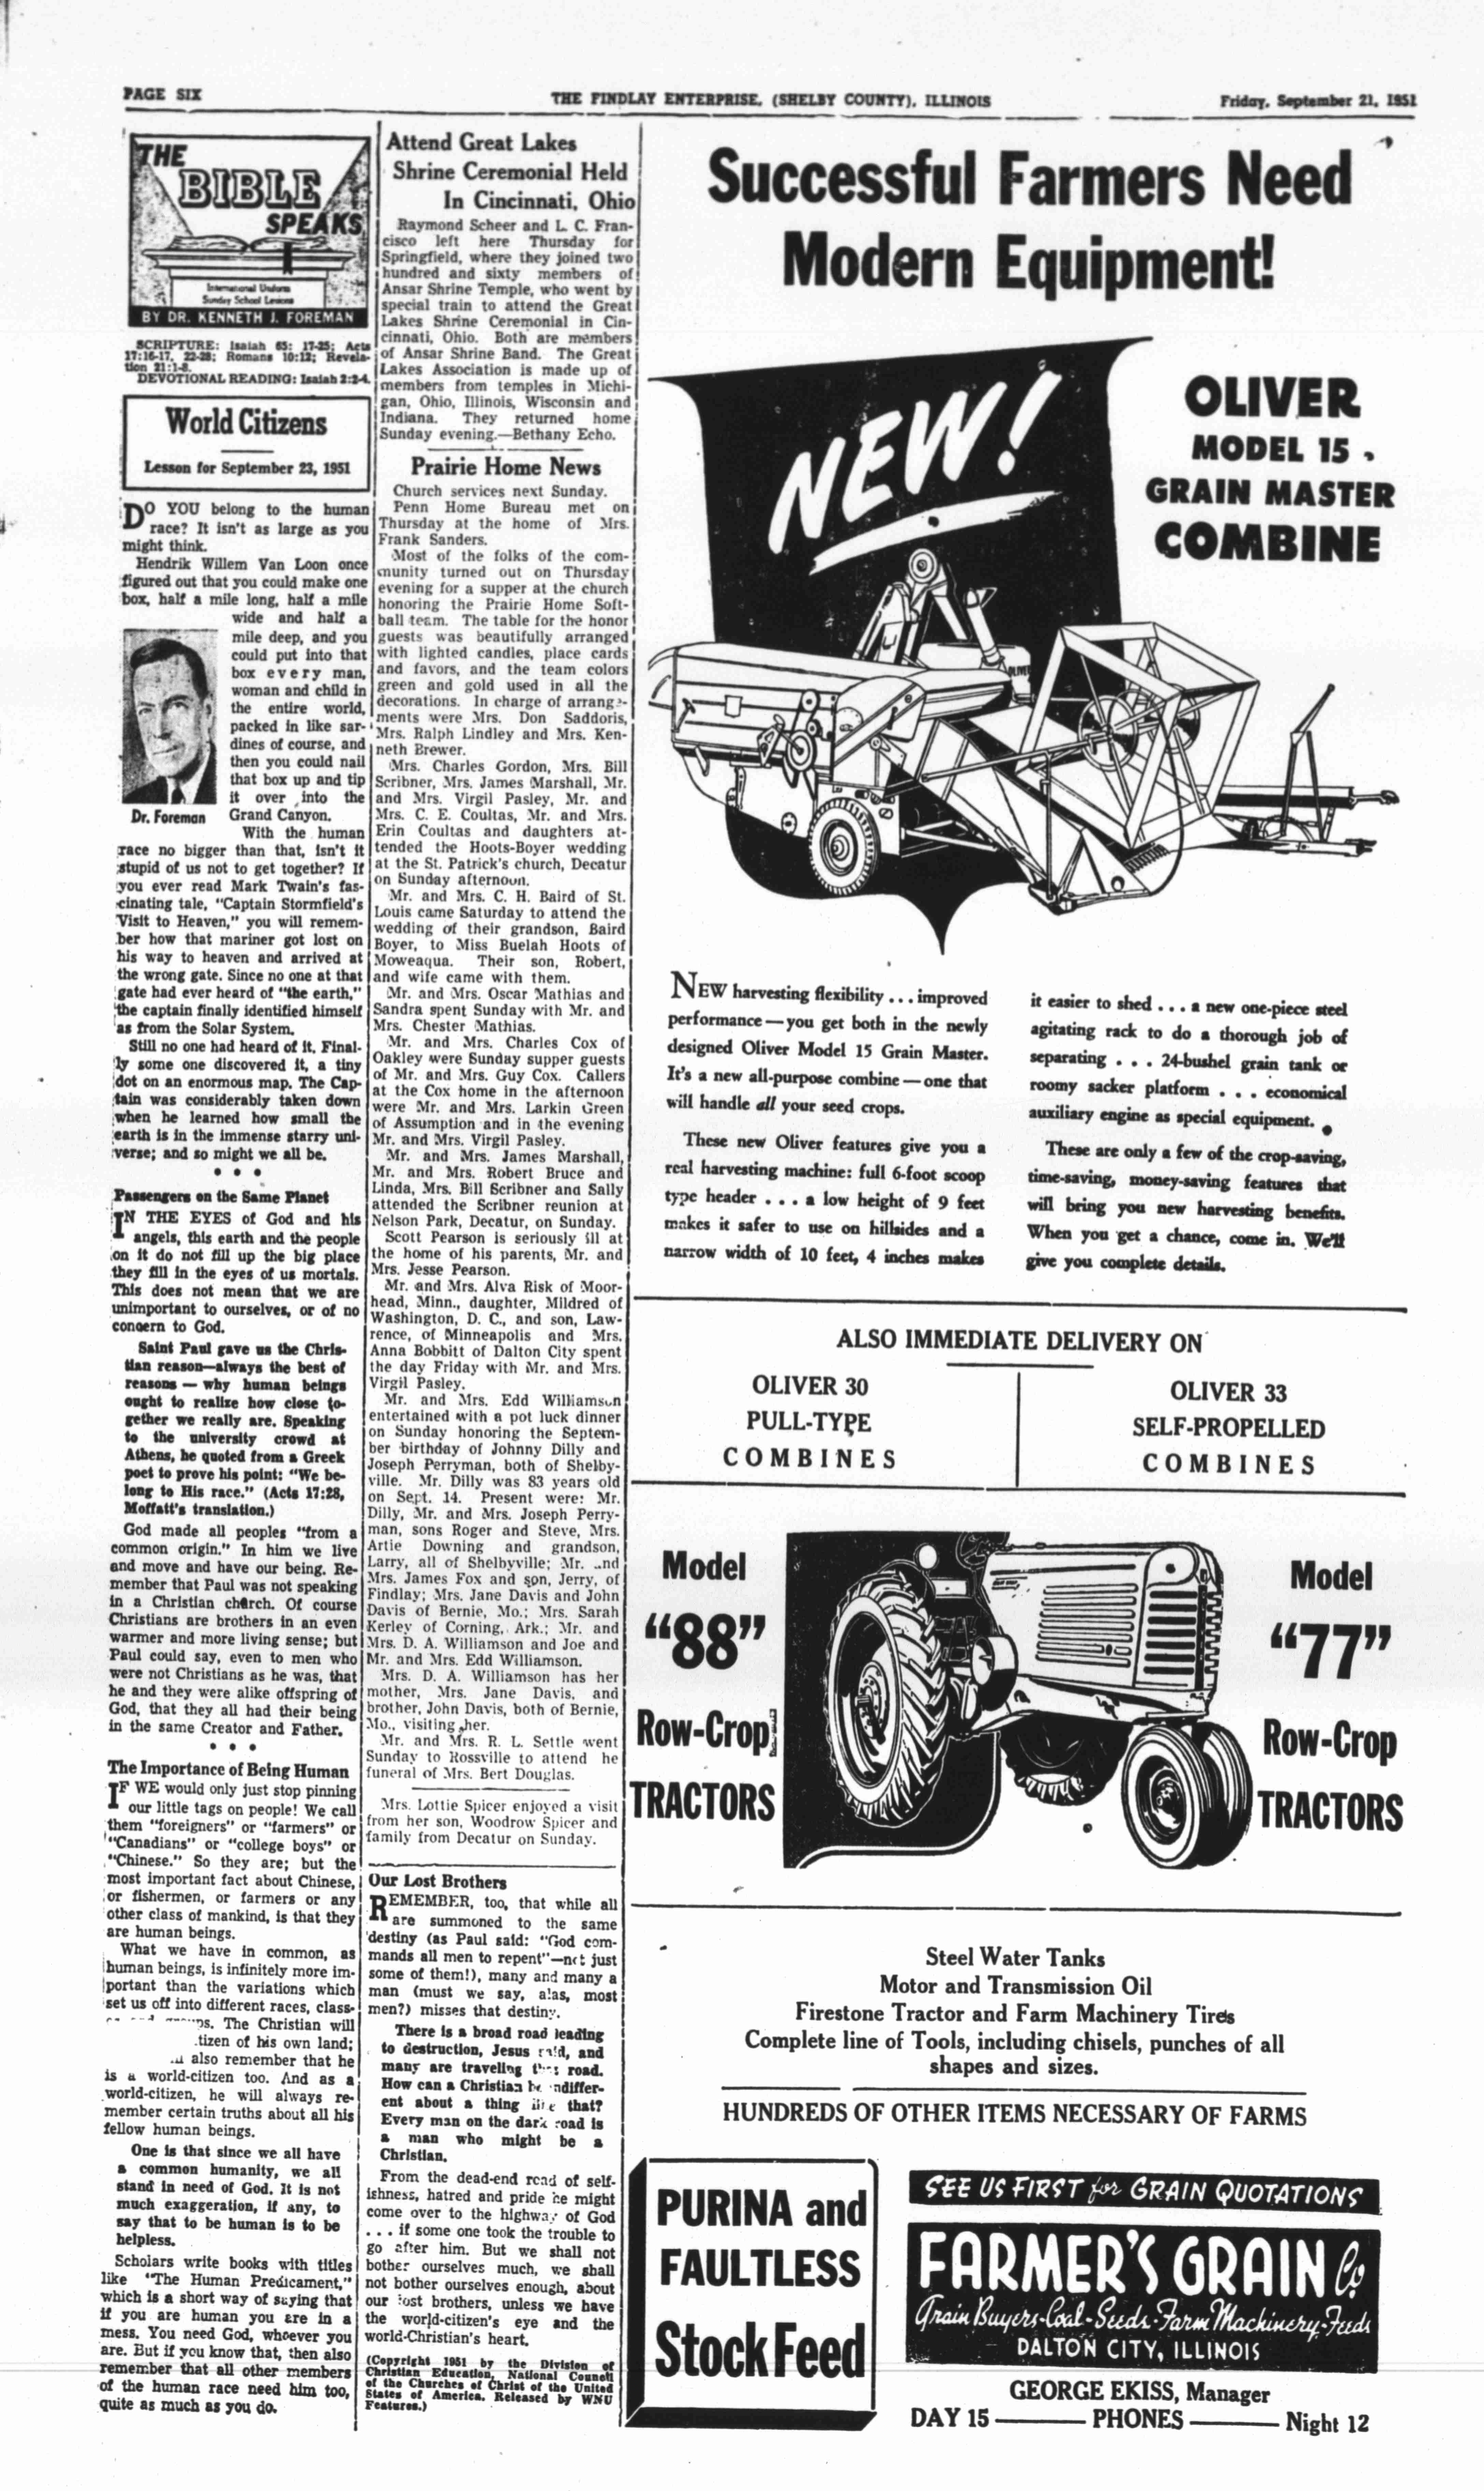 PAGE SIX
THE FINDLAY ENTERPRISE, (SHELBY COUNTY), ILLINOIS
Friday, September 21, 1951
THE
BIBLE
SPEAKS
International Uniform
Sunday School Lessons
BY DR. KENNETH J. FOREMAN
SCRIPTURE: Isaiah 65: 17-25; Acts
17:16-17, 22-28; Romans 10:12; Revela-
tion 21:1-8.
DEVOTIONAL READING: Isaiah 2:2-4.
World Citizens
Lesson for September 23, 1951
DO YOU belong to the human
race? It isn't as large as you
might think.
Hendrik Willem Van Loon once
figured out that you could make one
box, half a mile long, half a mile
wide and half a
mile deep, and you
could put into that
box every man,
woman and child in
the entire world,
packed in like sar-
dines of course, and
then you could nail
that box up and tip
it over into the
Grand Canyon.
Dr. Foreman
With the human
race no bigger than that, isn't it
stupid of us not to get together? If
you ever read Mark Twain's fas-
cinating tale, "Captain Stormfield's
Visit to Heaven," you will remem-
ber how that mariner got lost on
his way to heaven and arrived at
the wrong gate. Since no one at that
gate had ever heard of "the earth,"
the captain finally identified himself
as from the Solar System.
Still no one had heard of it. Final-
ly some one discovered it, a tiny
dot on an enormous map. The Cap-
tain was considerably taken down
when he learned how small the
earth is in the immense starry uni-
verse; and so might we all be.
• • •
Passengers on the Same Planet
IN THE EYES of God and his
angels, this earth and the people
on it do not fill up the big place
they fill in the eyes of us mortals.
This does not mean that we are
unimportant to ourselves, or of no
concern to God.
Saint Paul gave us the Chris-
tian reason—always the best of
reasons — why human beings
ought to realize how close to-
gether we really are. Speaking
to the university crowd at
Athens, he quoted from a Greek
poet to prove his point: "We be-
long to His race." (Acts 17:28,
Moffatt's translation.)
God made all peoples "from a
common origin." In him we live
and move and have our being. Re-
member that Paul was not speaking
in a Christian church. Of course
Christians are brothers in an even
warmer and more living sense; but
Paul could say, even to men who
were not Christians as he was, that
he and they were alike offspring of
God, that they all had their being
in the same Creator and Father.
• • •
The Importance of Being Human
IF WE would only just stop pinning
our little tags on people! We call
them "foreigners" or "farmers" or
"Canadians" or "college boys" or
"Chinese." So they are; but the
most important fact about Chinese,
or fishermen, or farmers or any
other class of mankind, is that they
are human beings.
What we have in common, as
human beings, is infinitely more im-
portant than the variations which
set us off into different races, class-
The Christian will
of his own land;
also remember that he
is a world-citizen too. And as a
world-citizen, he will always re-
member certain truths about all his
fellow human beings.
One is that since we all have
a common humanity, we all
stand in need of God. It is not
much exaggeration, if any, to
say that to be human is to be
helpless.
Scholars write books with titles
like "The Human Predicament,"
which is a short way of saying that
if you are human you are in a
mess. You need God, whoever you
are. But if you know that, then also
remember that all other members
of the human race need him too,
quite as much as you do.
Attend Great Lakes
Shrine Ceremonial Held
In Cincinnati, Ohio
Raymond Scheer and L. C. Fran-
cisco left here Thursday for
Springfield, where they joined two
hundred and sixty members of
Ansar Shrine Temple, who went by
special train to attend the Great
Lakes Shrine Ceremonial in Cin-
cinnati, Ohio. Both are members
of Ansar Shrine Band. The Great
Lakes Association is made up of
members from temples in Michi-
gan, Ohio, Illinois, Wisconsin and
Indiana. They returned home
Sunday evening.—Bethany Echo.
Prairie Home News
Church services next Sunday.
Penn Home Bureau met on
Thursday at the home of Mrs.
Frank Sanders.
Most of the folks of the com-
munity turned out on Thursday
evening for a supper at the church
honoring the Prairie Home Soft-
ball team. The table for the honor
guests was beautifully arranged
with lighted candles, place cards
and favors, and the team colors
green and gold used in all the
decorations. In charge of arrange-
ments were Mrs. Don Saddoris,
Mrs. Ralph Lindley and Mrs. Ken-
neth Brewer.
Mrs. Charles Gordon, Mrs. Bill
Scribner, Mrs. James Marshall, Mr.
and Mrs. Virgil Pasley, Mr. and
Mrs. C. E. Coultas, Mr. and Mrs.
Erin Coultas and daughters at-
tended the Hoots-Boyer wedding
at the St. Patrick's church, Decatur
on Sunday afternoon.
Mr. and Mrs. C. H. Baird of St.
Louis came Saturday to attend the
wedding of their grandson, Baird
Boyer, to Miss Buelah Hoots of
Moweaqua. Their son, Robert,
and wife came with them.
Mr. and Mrs. Oscar Mathias and
Sandra spent Sunday with Mr. and
Mrs. Chester Mathias.
Mr. and Mrs. Charles Cox of
Oakley were Sunday supper guests
of Mr. and Mrs. Guy Cox. Callers
at the Cox home in the afternoon
were Mr. and Mrs. Larkin Green
of Assumption and in the evening
Mr. and Mrs. Virgil Pasley.
Mr. and Mrs. James Marshall,
Mr. and Mrs. Robert Bruce and
Linda, Mrs. Bill Scribner and Sally
attended the Scribner reunion at
Nelson Park, Decatur, on Sunday.
Scott Pearson is seriously ill at
the home of his parents, Mr. and
Mrs. Jesse Pearson.
Mr. and Mrs. Alva Risk of Moor-
head, Minn., daughter, Mildred of
Washington, D. C., and son, Law-
rence, of Minneapolis and Mrs.
Anna Bobbitt of Dalton City spent
the day Friday with Mr. and Mrs.
Virgil Pasley.
Mr. and Mrs. Edd Williamson
entertained with a pot luck dinner
on Sunday honoring the Septem-
ber birthday of Johnny Dilly and
Joseph Perryman, both of Shelby-
ville. Mr. Dilly was 83 years old
on Sept. 14. Present were: Mr.
Dilly, Mr. and Mrs. Joseph Perry-
man, sons Roger and Steve, Mrs.
Artie Downing and grandson,
Larry, all of Shelbyville; Mr. and
Mrs. James Fox and son, Jerry, of
Findlay; Mrs. Jane Davis and John
Davis of Bernie, Mo.; Mrs. Sarah
Kerley of Corning, Ark.; Mr. and
Mrs. D. A. Williamson and Joe and
Mr. and Mrs. Edd Williamson.
Mrs. D. A. Williamson has her
mother, Mrs. Jane Davis, and
brother, John Davis, both of Bernie,
Mo., visiting her.
Mr. and Mrs. R. L. Settle went
Sunday to Rossville to attend he
funeral of Mrs. Bert Douglas.
Mrs. Lottie Spicer enjoyed a visit
from her son, Woodrow Spicer and
family from Decatur on Sunday.
Our Lost Brothers
REMEMBER, too, that while all
are summoned to the same
destiny (as Paul said: "God com-
mands all men to repent"—not just
some of them!), many and many a
man (must we say, alas, most
men?) misses that destiny.
There is a broad road leading
to destruction, Jesus said, and
many are traveling that road.
How can a Christian be indiffer-
ent about a thing like that?
Every man on the dark road is
a man who might be a
Christian.
From the dead-end road of self-
ishness, hatred and pride he might
come over to the highway of God
. . . if some one took the trouble to
go after him. But we shall not
bother ourselves much, we shall
not bother ourselves enough, about
our lost brothers, unless we have
the world-citizen's eye and the
world-Christian's heart.
(Copyright 1951 by the Division of
Christian Education, National Council
of the Churches of Christ of the United
States of America. Released by WNU
Features.)
Successful Farmers Need
Modern Equipment!
NEW!
OLIVER
MODEL 15
GRAIN MASTER
COMBINE
OLIVER
NEW harvesting flexibility . . . improved
performance—you get both in the newly
designed Oliver Model 15 Grain Master.
It's a new all-purpose combine—one that
will handle all your seed crops.
These new Oliver features give you a
real harvesting machine: full 6-foot scoop
type header . . . a low height of 9 feet
makes it safer to use on hillsides and a
narrow width of 10 feet, 4 inches makes
it easier to shed . . . a new one-piece steel
agitating rack to do a thorough job of
separating . . . 24-bushel grain tank or
roomy sacker platform . . . economical
auxiliary engine as special equipment.
These are only a few of the crop-saving,
time-saving, money-saving features that
will bring you new harvesting benefits.
When you get a chance, come in. We'll
give you complete details.
ALSO IMMEDIATE DELIVERY ON
OLIVER 30
PULL-TYPE
COMBINES
OLIVER 33
SELF-PROPELLED
COMBINES
Model
"88"
Row-Crop
TRACTORS
Model
"77"
Row-Crop
TRACTORS
Steel Water Tanks
Motor and Transmission Oil
Firestone Tractor and Farm Machinery Tires
Complete line of Tools, including chisels, punches of all
shapes and sizes.
HUNDREDS OF OTHER ITEMS NECESSARY OF FARMS
PURINA and
FAULTLESS
Stock Feed
SEE US FIRST for GRAIN QUOTATIONS
FARMER'S GRAIN Co.
Grain Buyers-Coal-Seeds-Farm Machinery-Feeds
DALTON CITY, ILLINOIS
GEORGE EKISS, Manager
DAY 15 — PHONES — Night 12